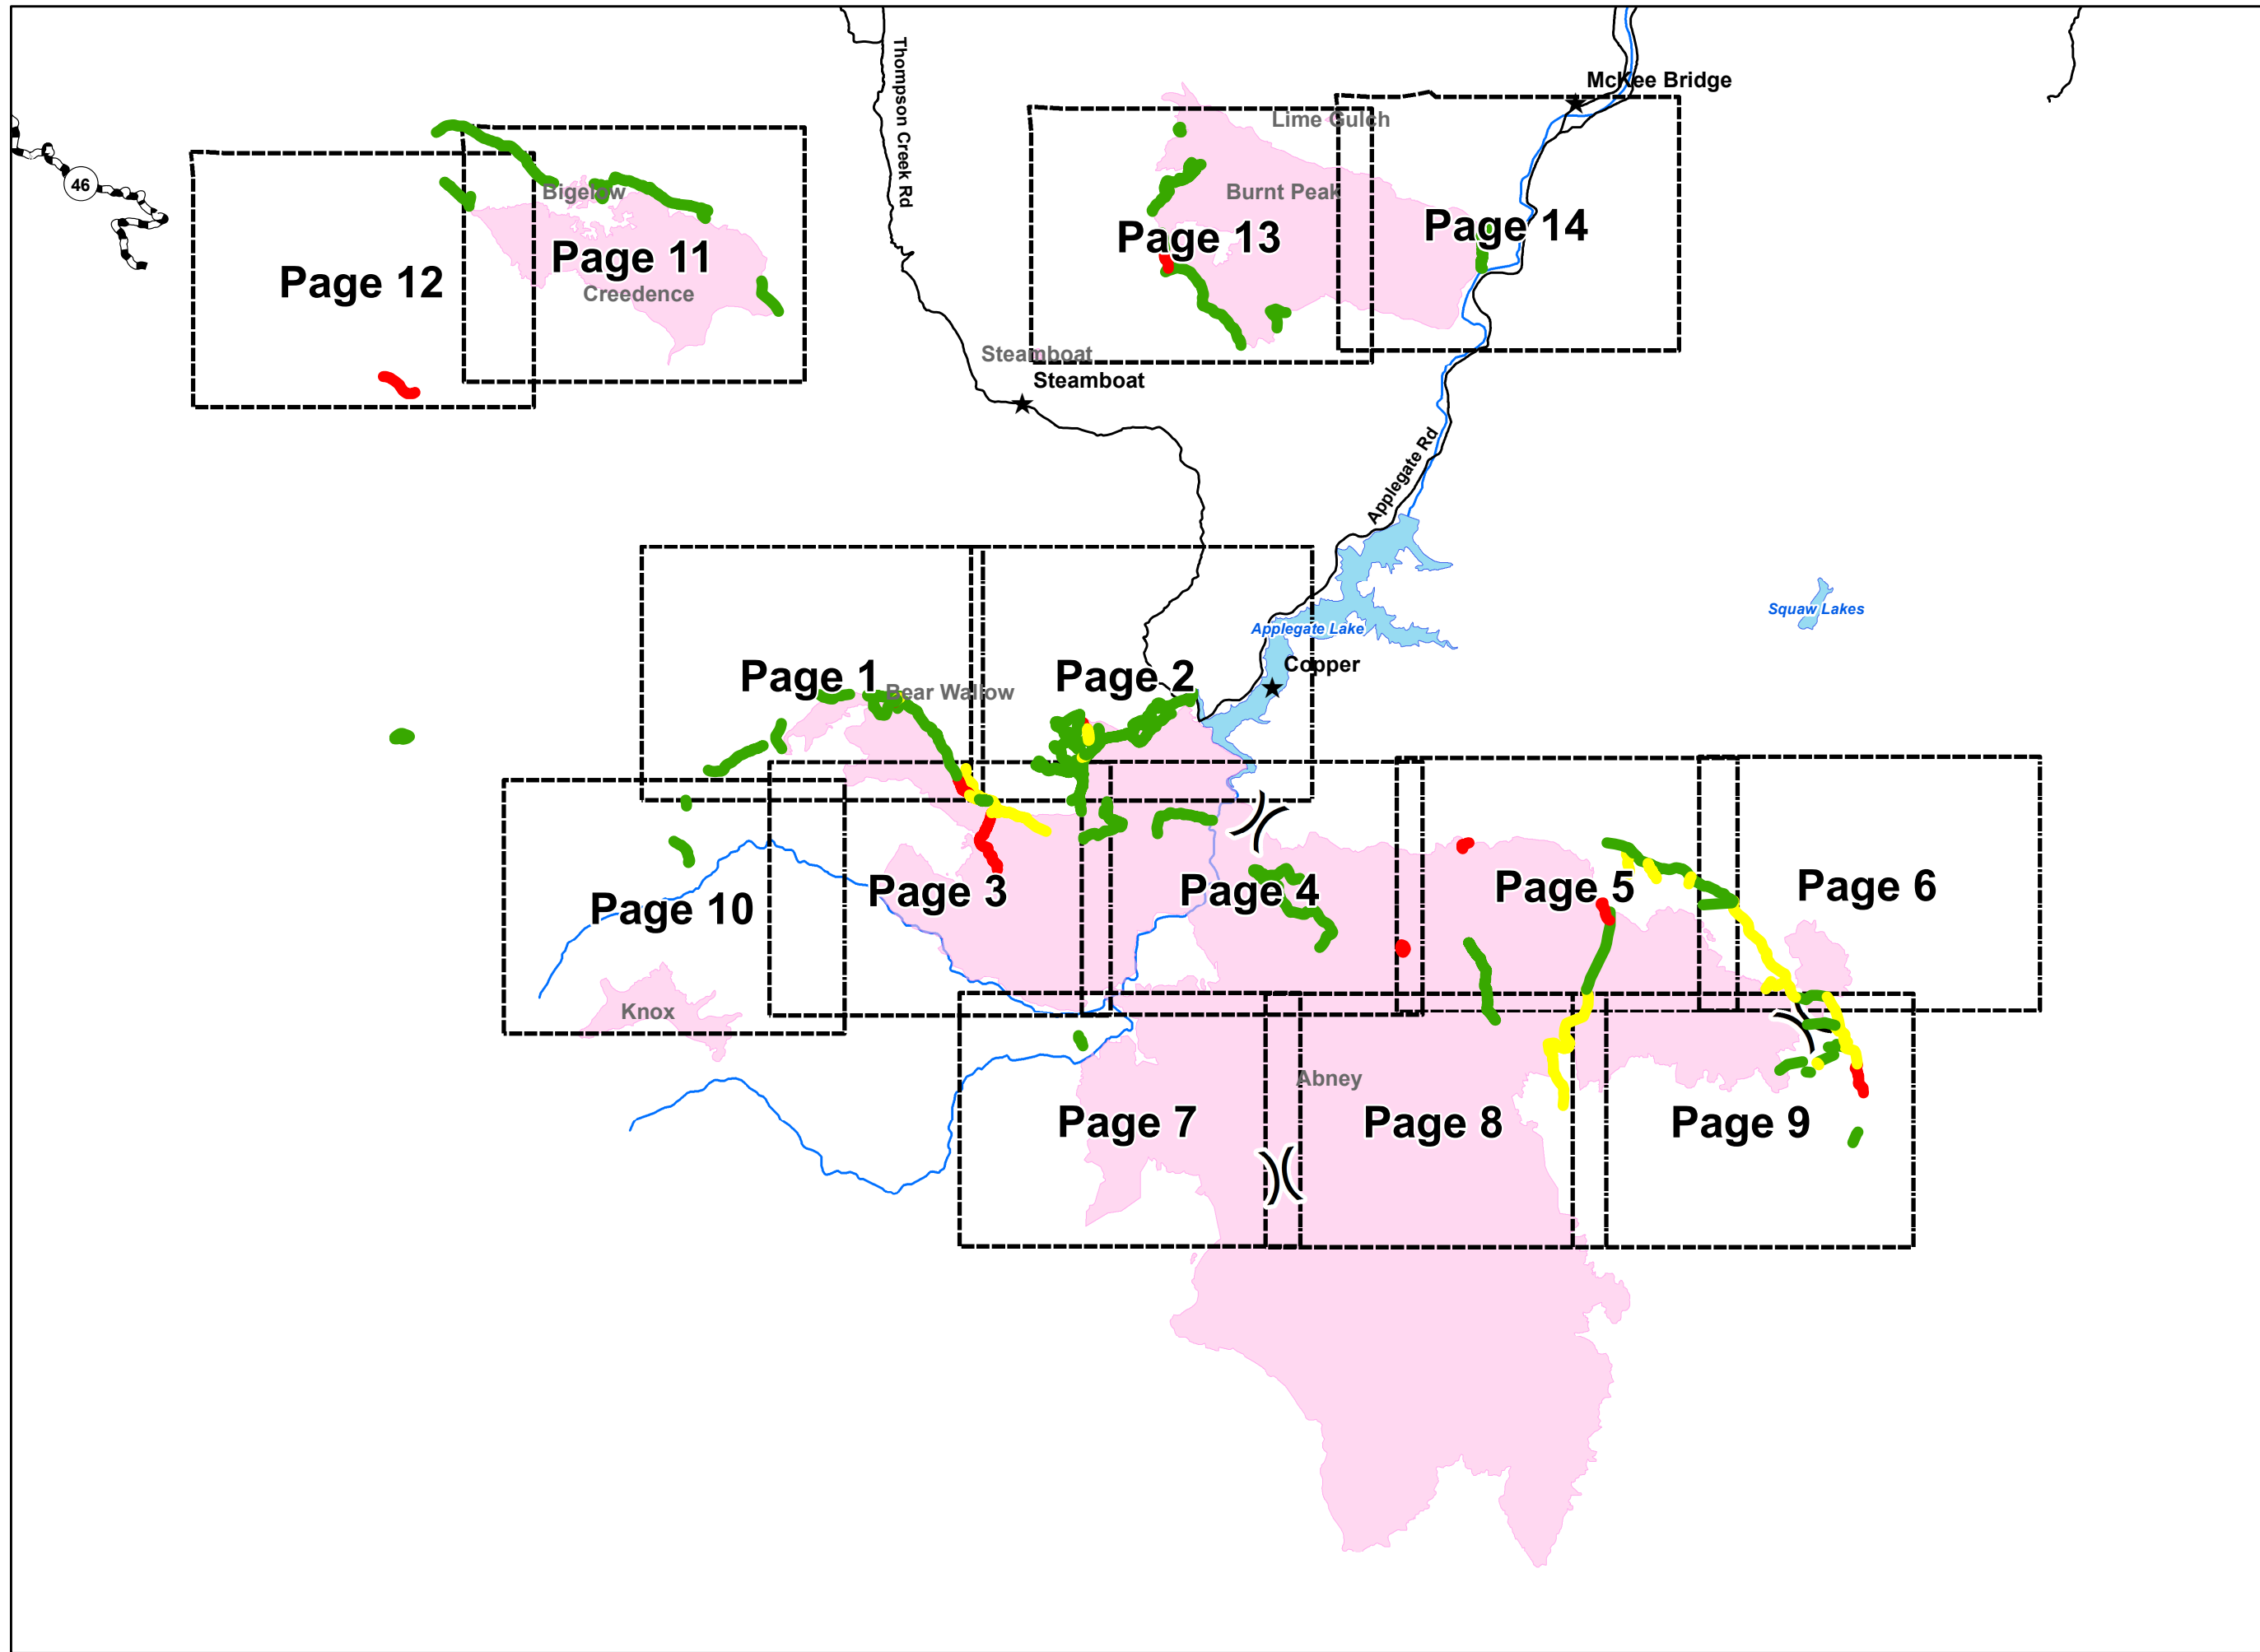 Thompson Creek Rd
McKee Bridge
Lime Gulch
46
Bigelow
Burnt Peak
Page 13
Page 14
Page 11
Page 12
Creedence
Steamboat
Steamboat
Applegate Rd
Squaw Lakes
Applegate Lake
Copper
Page 1
Page 2
Bear Wallow
Page 3
Page 4
Page 5
Page 6
Page 10
Knox
Abney
Page 7
Page 8
Page 9